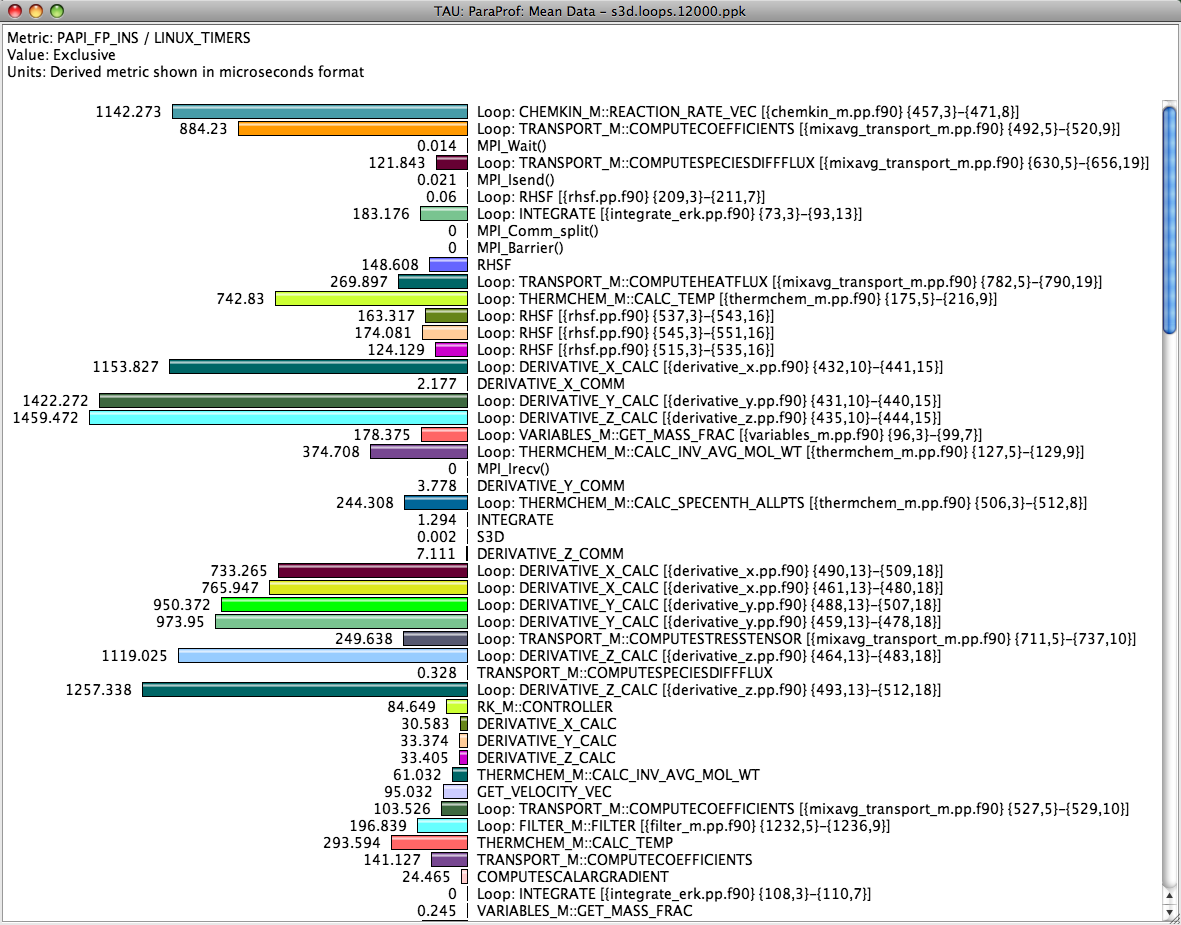 TAU: ParaProf: Mean Data – s3d.loops.12000.ppk
Metric: PAPI_FP_INS / LINUX_TIMERS
Value: Exclusive
Units: Derived metric shown in microseconds format
1142.273 Loop: CHEMKIN_M::REACTION_RATE_VEC [{chemkin_m.pp.f90} {457,3}–{471,8}]
884.23 Loop: TRANSPORT_M::COMPUTECOEFFICIENTS [{mixavg_transport_m.pp.f90} {492,5}–{520,9}]
0.014 MPI_Wait()
121.843 Loop: TRANSPORT_M::COMPUTESPECIESDIFFFLUX [{mixavg_transport_m.pp.f90} {630,5}–{656,19}]
0.021 MPI_Isend()
0.06 Loop: RHSF [{rhsf.pp.f90} {209,3}–{211,7}]
183.176 Loop: INTEGRATE [{integrate_erk.pp.f90} {73,3}–{93,13}]
0 MPI_Comm_split()
0 MPI_Barrier()
148.608 RHSF
269.897 Loop: TRANSPORT_M::COMPUTEHEATFLUX [{mixavg_transport_m.pp.f90} {782,5}–{790,19}]
742.83 Loop: THERMCHEM_M::CALC_TEMP [{thermchem_m.pp.f90} {175,5}–{216,9}]
163.317 Loop: RHSF [{rhsf.pp.f90} {537,3}–{543,16}]
174.081 Loop: RHSF [{rhsf.pp.f90} {545,3}–{551,16}]
124.129 Loop: RHSF [{rhsf.pp.f90} {515,3}–{535,16}]
1153.827 Loop: DERIVATIVE_X_CALC [{derivative_x.pp.f90} {432,10}–{441,15}]
2.177 DERIVATIVE_X_COMM
1422.272 Loop: DERIVATIVE_Y_CALC [{derivative_y.pp.f90} {431,10}–{440,15}]
1459.472 Loop: DERIVATIVE_Z_CALC [{derivative_z.pp.f90} {435,10}–{444,15}]
178.375 Loop: VARIABLES_M::GET_MASS_FRAC [{variables_m.pp.f90} {96,3}–{99,7}]
374.708 Loop: THERMCHEM_M::CALC_INV_AVG_MOL_WT [{thermchem_m.pp.f90} {127,5}–{129,9}]
0 MPI_Irecv()
3.778 DERIVATIVE_Y_COMM
244.308 Loop: THERMCHEM_M::CALC_SPECENTH_ALLPTS [{thermchem_m.pp.f90} {506,3}–{512,8}]
1.294 INTEGRATE
0.002 S3D
7.111 DERIVATIVE_Z_COMM
733.265 Loop: DERIVATIVE_X_CALC [{derivative_x.pp.f90} {490,13}–{509,18}]
765.947 Loop: DERIVATIVE_X_CALC [{derivative_x.pp.f90} {461,13}–{480,18}]
950.372 Loop: DERIVATIVE_Y_CALC [{derivative_y.pp.f90} {488,13}–{507,18}]
973.95 Loop: DERIVATIVE_Y_CALC [{derivative_y.pp.f90} {459,13}–{478,18}]
249.638 Loop: TRANSPORT_M::COMPUTESTRESSTENSOR [{mixavg_transport_m.pp.f90} {711,5}–{737,10}]
1119.025 Loop: DERIVATIVE_Z_CALC [{derivative_z.pp.f90} {464,13}–{483,18}]
0.328 TRANSPORT_M::COMPUTESPECIESDIFFFLUX
1257.338 Loop: DERIVATIVE_Z_CALC [{derivative_z.pp.f90} {493,13}–{512,18}]
84.649 RK_M::CONTROLLER
30.583 DERIVATIVE_X_CALC
33.374 DERIVATIVE_Y_CALC
33.405 DERIVATIVE_Z_CALC
61.032 THERMCHEM_M::CALC_INV_AVG_MOL_WT
95.032 GET_VELOCITY_VEC
103.526 Loop: TRANSPORT_M::COMPUTECOEFFICIENTS [{mixavg_transport_m.pp.f90} {527,5}–{529,10}]
196.839 Loop: FILTER_M::FILTER [{filter_m.pp.f90} {1232,5}–{1236,9}]
293.594 THERMCHEM_M::CALC_TEMP
141.127 TRANSPORT_M::COMPUTECOEFFICIENTS
24.465 COMPUTESCALARGRADIENT
0 Loop: INTEGRATE [{integrate_erk.pp.f90} {108,3}–{110,7}]
0.245 VARIABLES_M::GET_MASS_FRAC